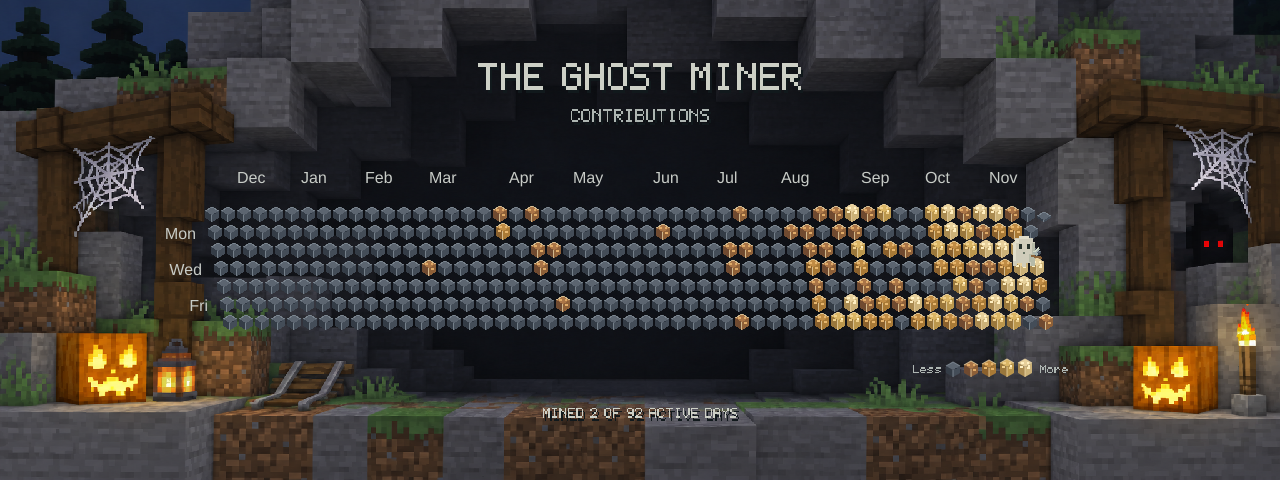 THE GHOST MINER
CONTRIBUTIONS
Dec Jan Feb Mar Apr May Jun Jul Aug Sep Oct Nov
Mon
Wed
Fri
Less More
MINED 2 OF 92 ACTIVE DAYS